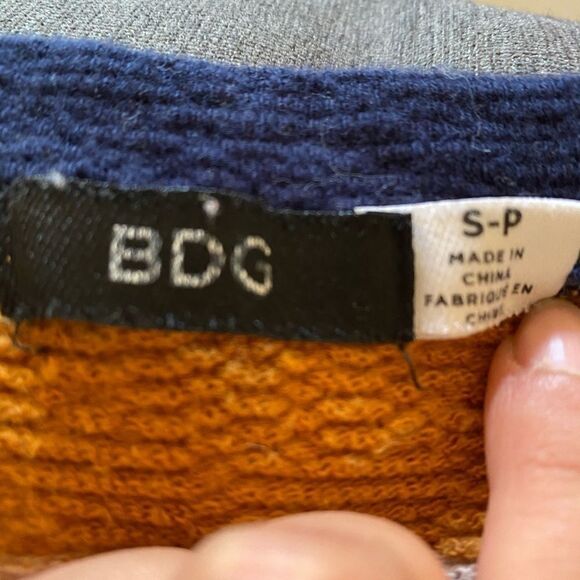 BDG
S-P
MADE IN
CHINA
FABRIQUE EN
CHINE